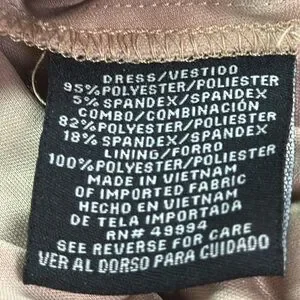 DRESS/VESTIDO
95% POLYESTER/POLIESTER
5% SPANDEX/SPANDEX
COMBO/COMBINACIÓN
82% POLYESTER/POLIESTER
18% SPANDEX/SPANDEX
LINING/FORRO
100% POLYESTER/POLIESTER
MADE IN VIETNAM
OF IMPORTED FABRIC
HECHO EN VIETNAM
DE TELA IMPORTADA
RN# 49994
SEE REVERSE FOR CARE
VER AL DORSO PARA CUIDADO